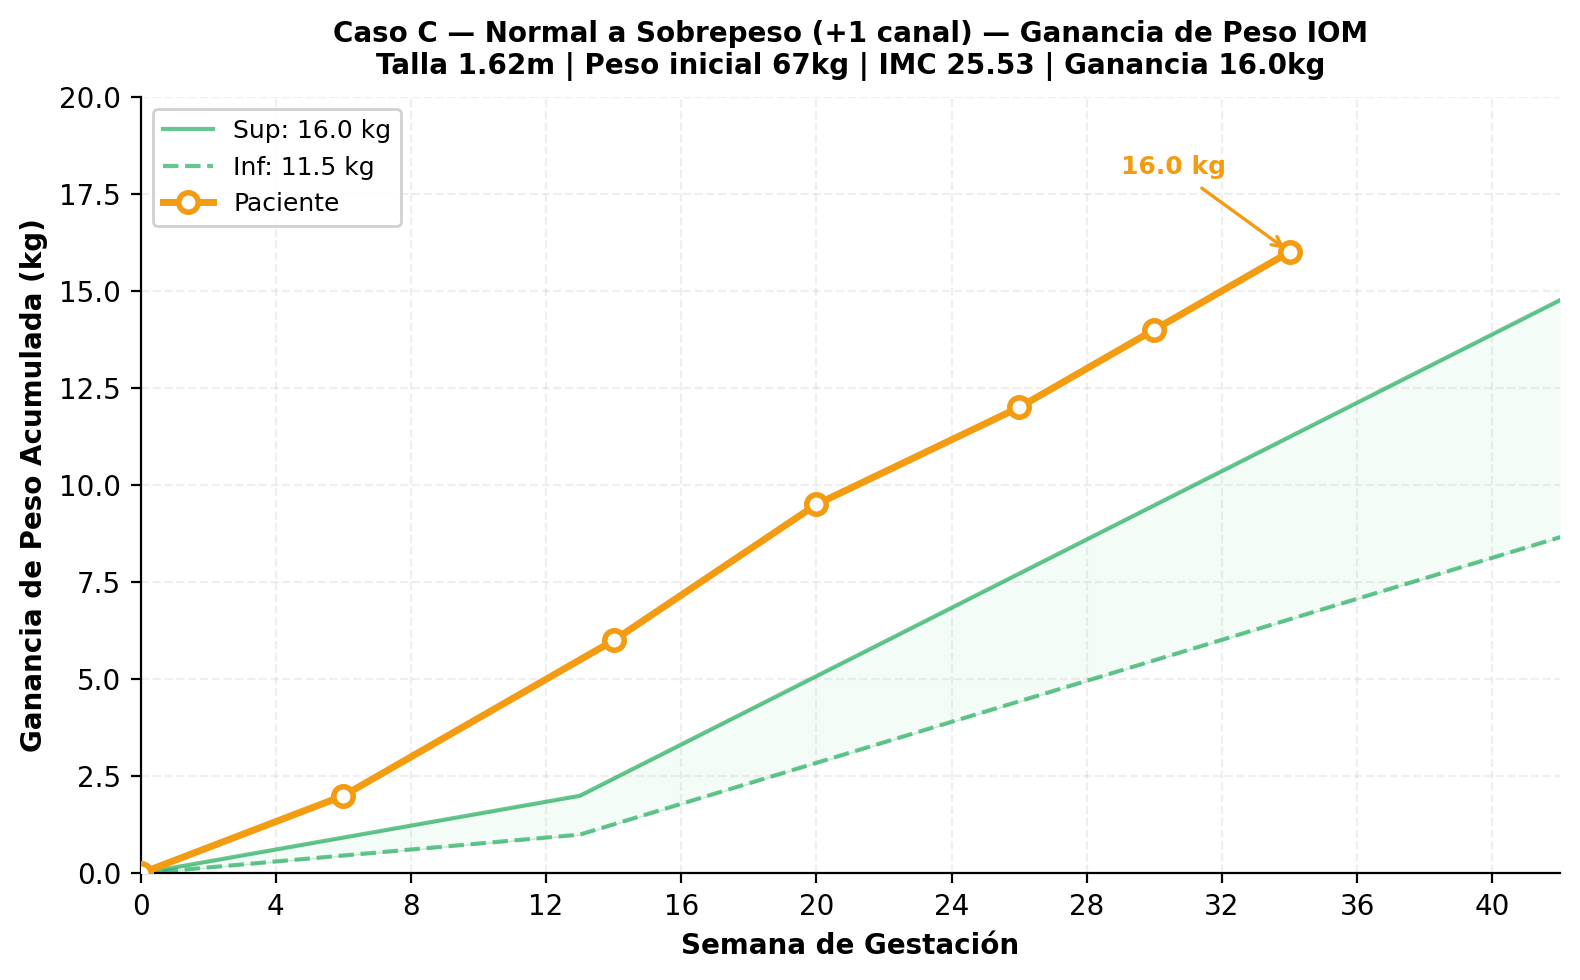 Caso C — Normal a Sobrepeso (+1 canal) — Ganancia de Peso IOM
Talla 1.62m | Peso inicial 67kg | IMC 25.53 | Ganancia 16.0kg
Sup: 16.0 kg
Inf: 11.5 kg
Paciente
16.0 kg
Ganancia de Peso Acumulada (kg)
20.0
17.5
15.0
12.5
10.0
7.5
5.0
2.5
0.0
0 4 8 12 16 20 24 28 32 36 40
Semana de Gestación